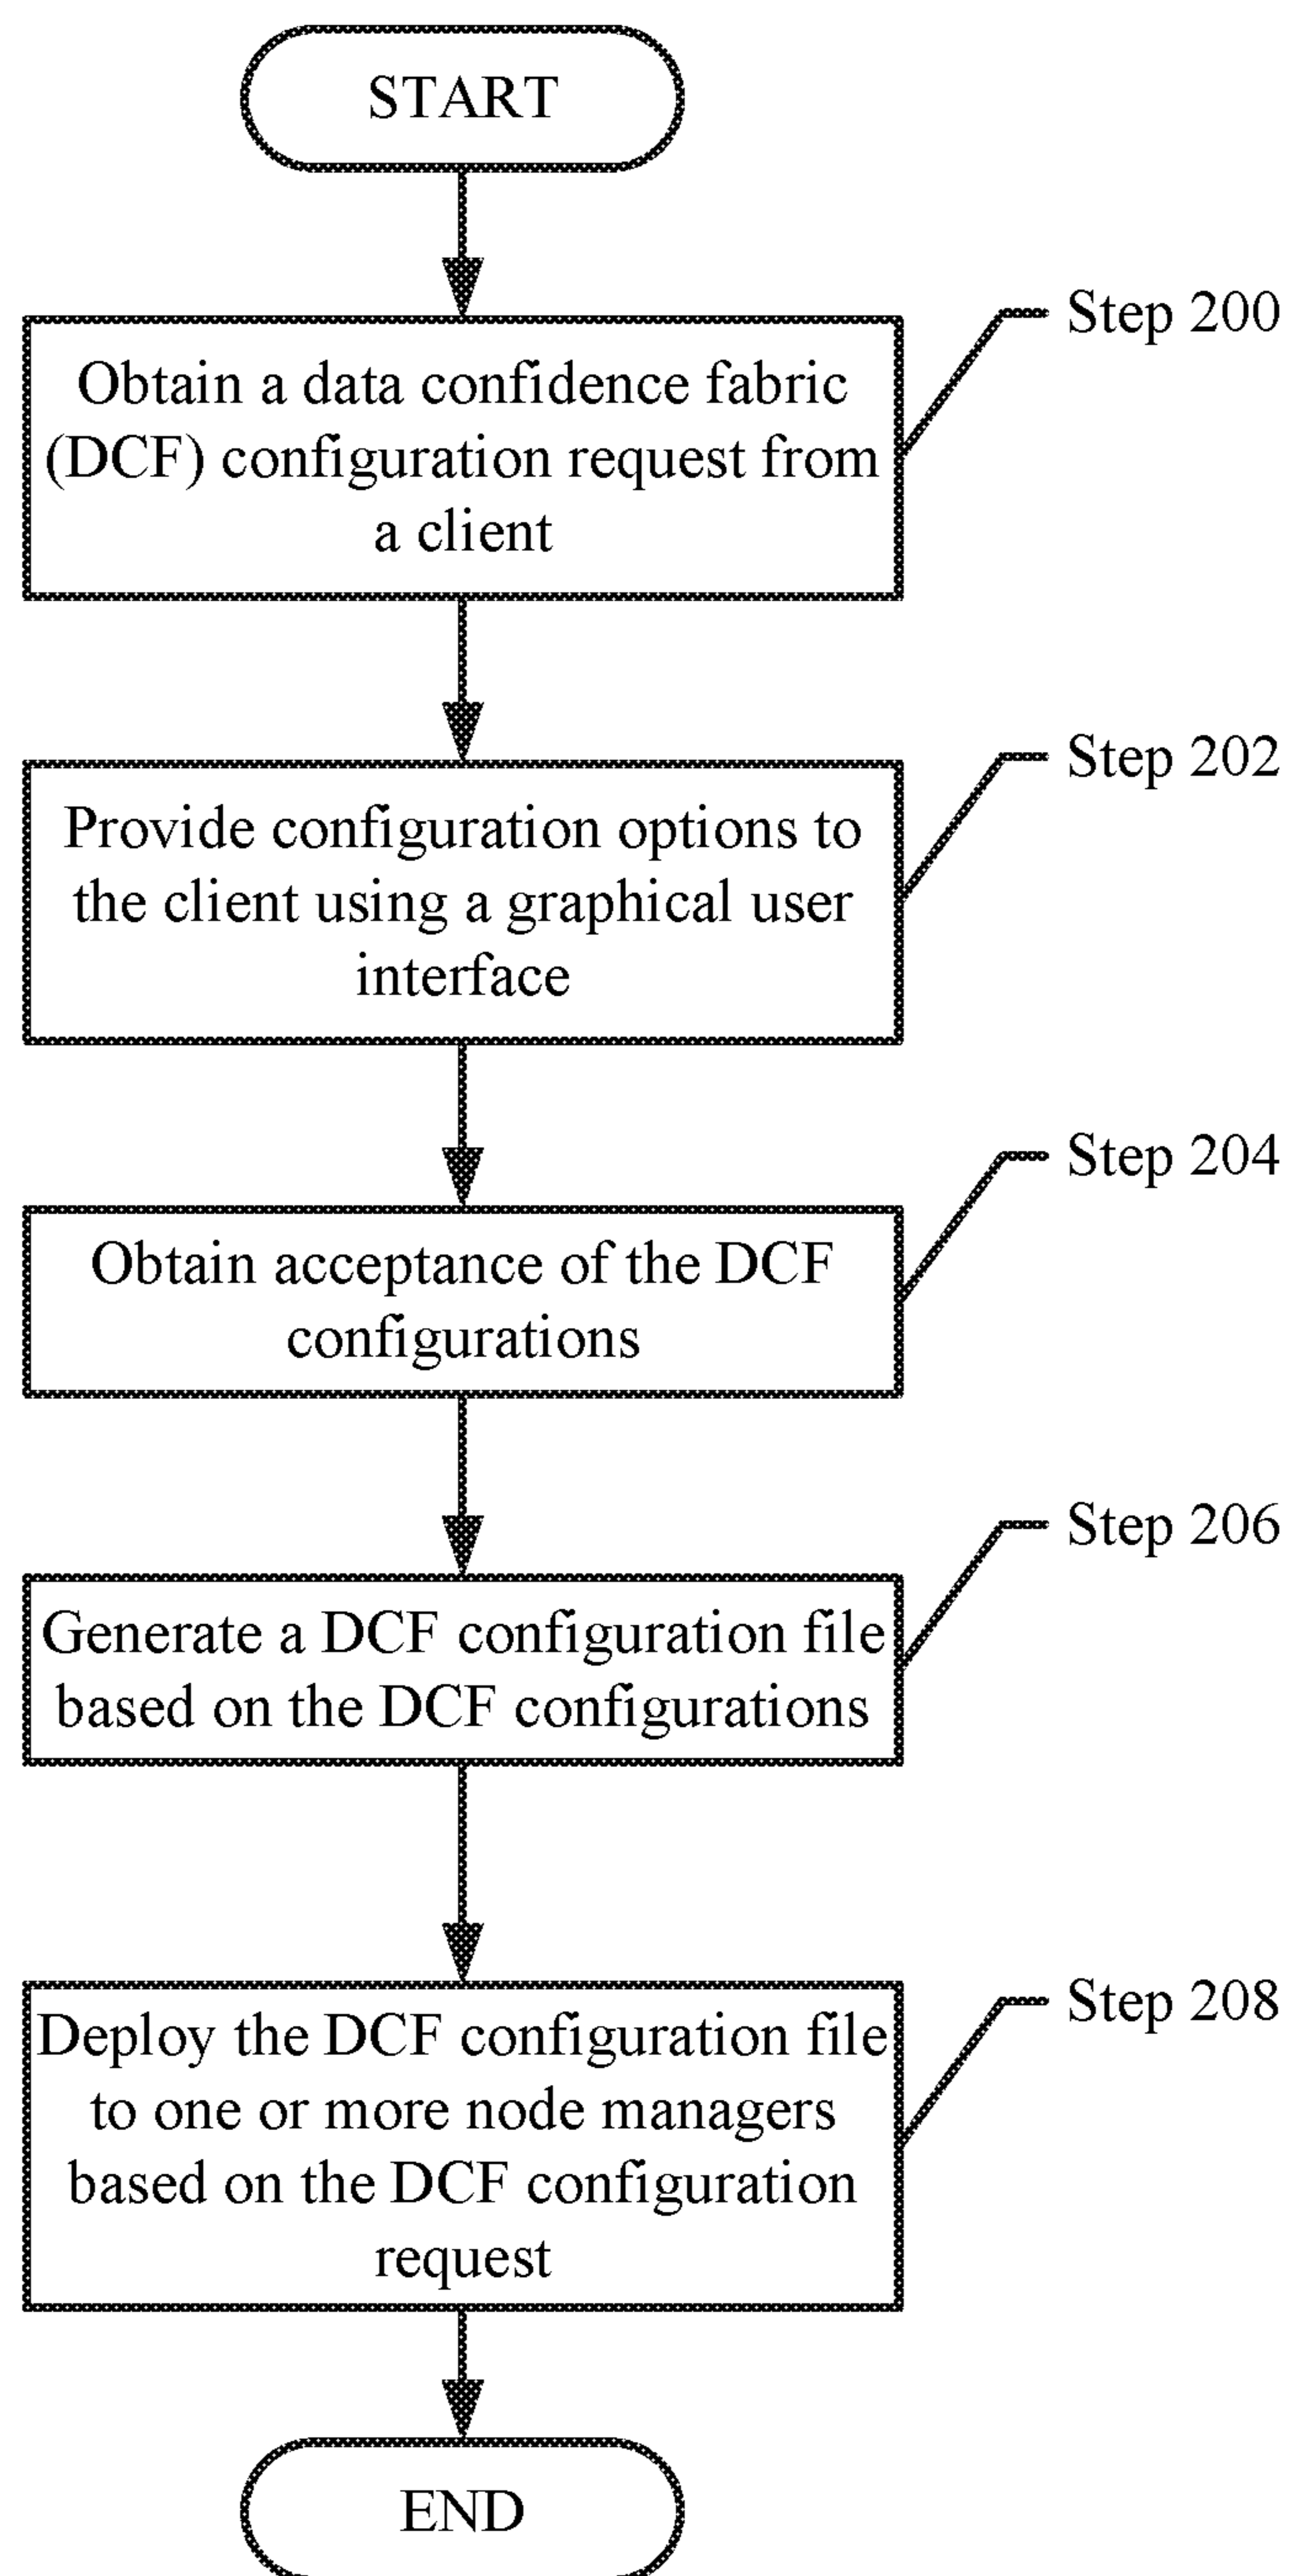 START
Step 200
Obtain a data confidence fabric
(DCF) configuration request from
a client
Step 202
Provide configuration options to
the client using a graphical user
interface
Step 204
Obtain acceptance of the DCF
configurations
Step 206
Generate a DCF configuration file
based on the DCF configurations
Step 208
Deploy the DCF configuration file
to one or more node managers
based on the DCF configuration
request
END